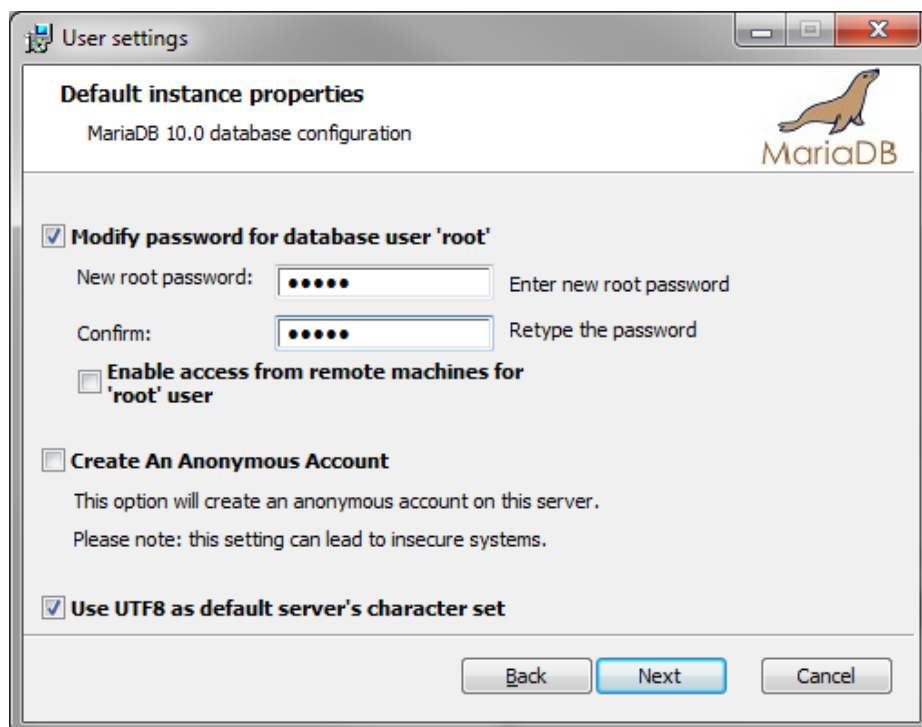 User settings
Default instance properties
MariaDB 10.0 database configuration
MariaDB
Modify password for database user 'root'
New root password: ●●●●● Enter new root password
Confirm: ●●●●● Retype the password
Enable access from remote machines for
'root' user
Create An Anonymous Account
This option will create an anonymous account on this server.
Please note: this setting can lead to insecure systems.
Use UTF8 as default server's character set
Back Next Cancel